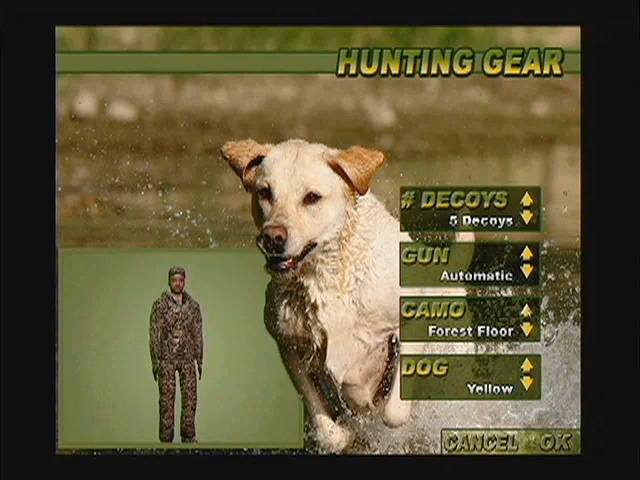 HUNTING GEAR
# DECOYS
5 Decoys
GUN
Automatic
CAMO
Forest Floor
DOG
Yellow
CANCEL OK